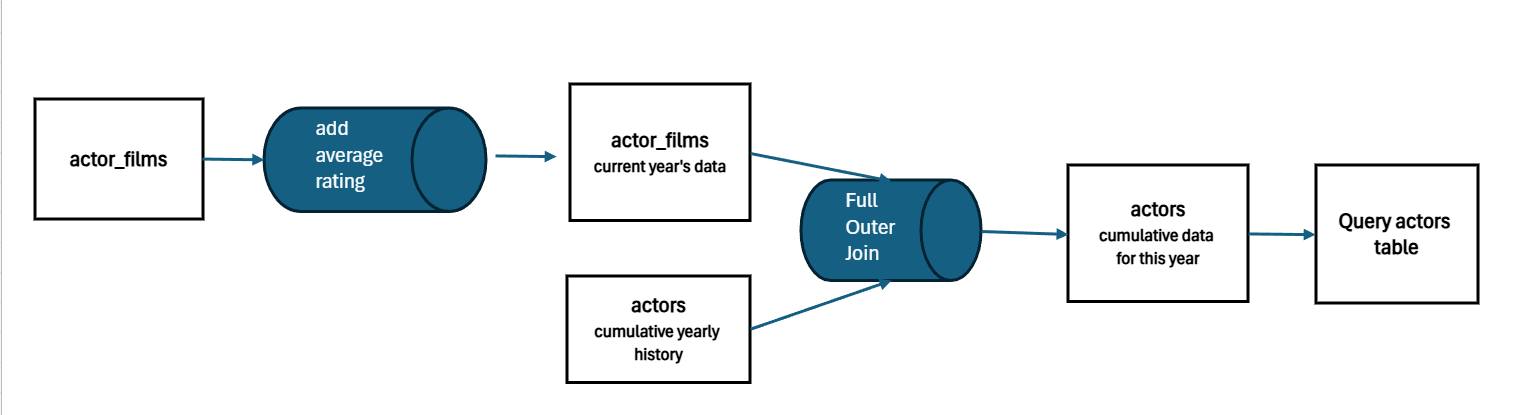 actor_films
add
average
rating
actor_films
current year's data
actors
cumulative yearly
history
Full
Outer
Join
actors
cumulative data
for this year
Query actors
table